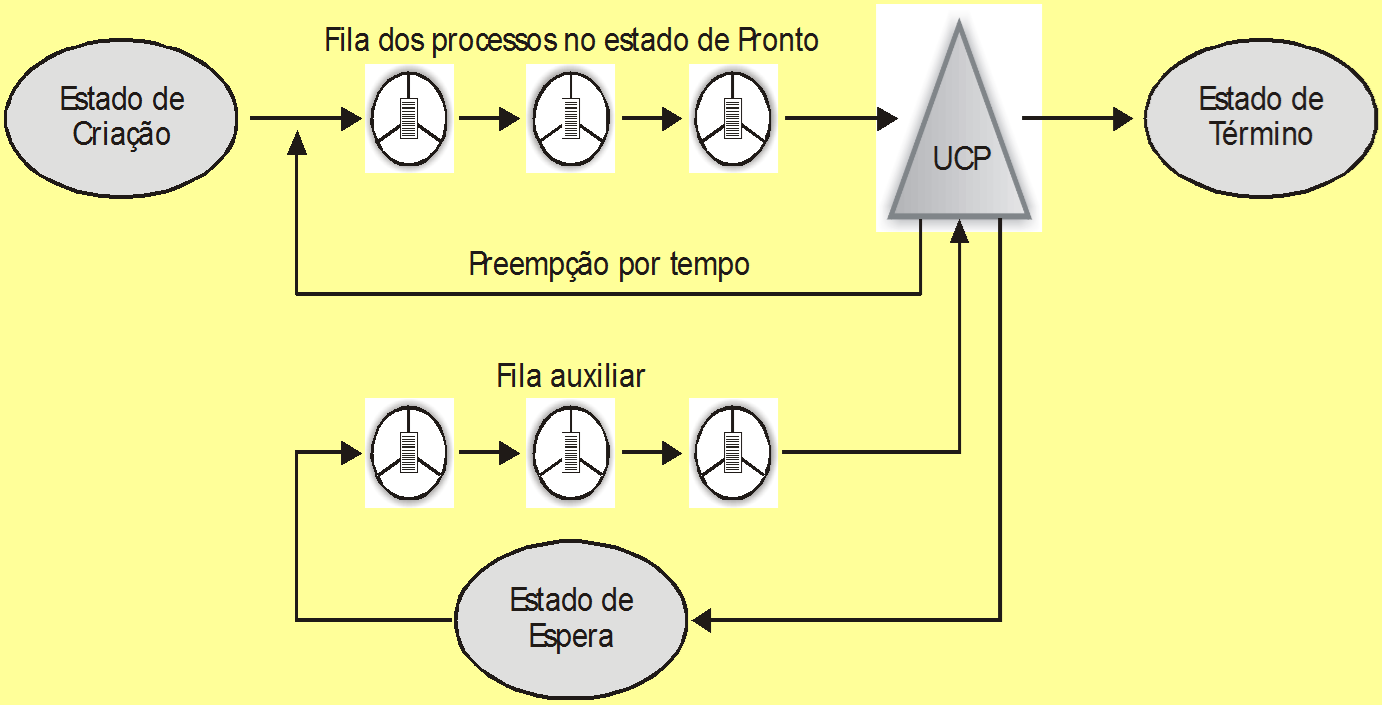 Fila dos processos no estado de Pronto
Estado de
Criação
UCP
Estado de
Término
Preempção por tempo
Fila auxiliar
Estado de
Espera